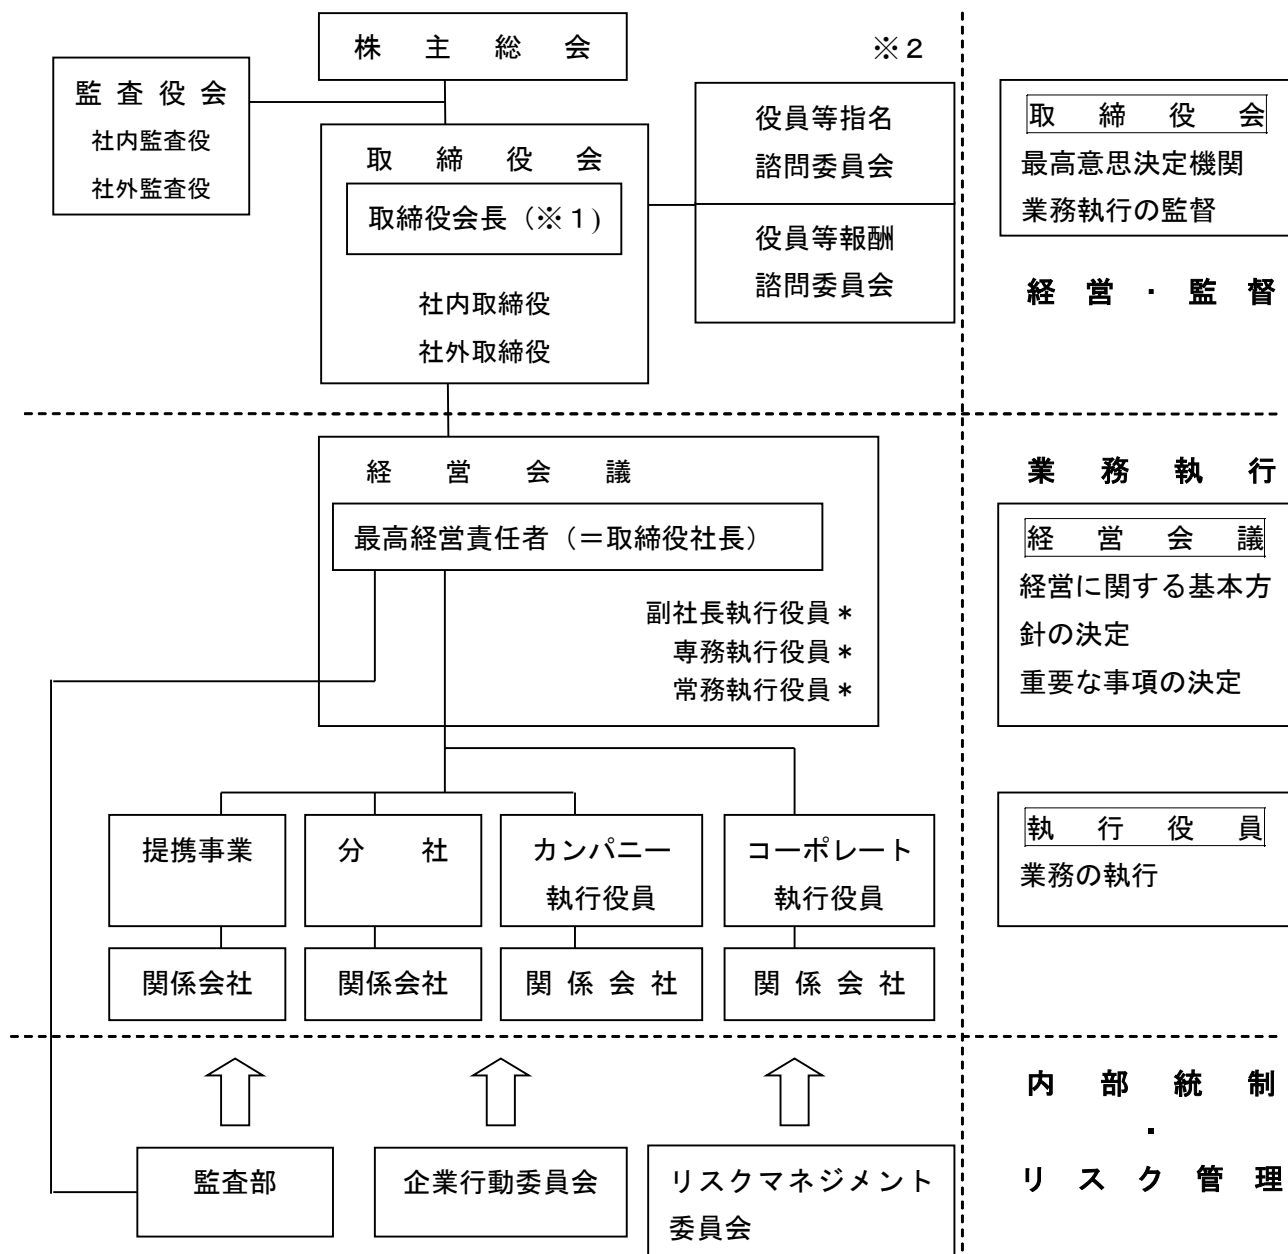 株主総会
※２
監査役会
社内監査役
社外監査役
取締役会
取締役会長（※１）
社内取締役
社外取締役
役員等指名
諮問委員会
役員等報酬
諮問委員会
取締役会
最高意思決定機関
業務執行の監督
経営・監督
経営会議
最高経営責任者（＝取締役社長）
副社長執行役員＊
専務執行役員＊
常務執行役員＊
業務執行
経営会議
経営に関する基本方
針の決定
重要な事項の決定
提携事業
分社
カンパニー
執行役員
コーポレート
執行役員
執行役員
業務の執行
関係会社
関係会社
関係会社
関係会社
監査部
企業行動委員会
リスクマネジメント
委員会
内部統制
・
リスク管理